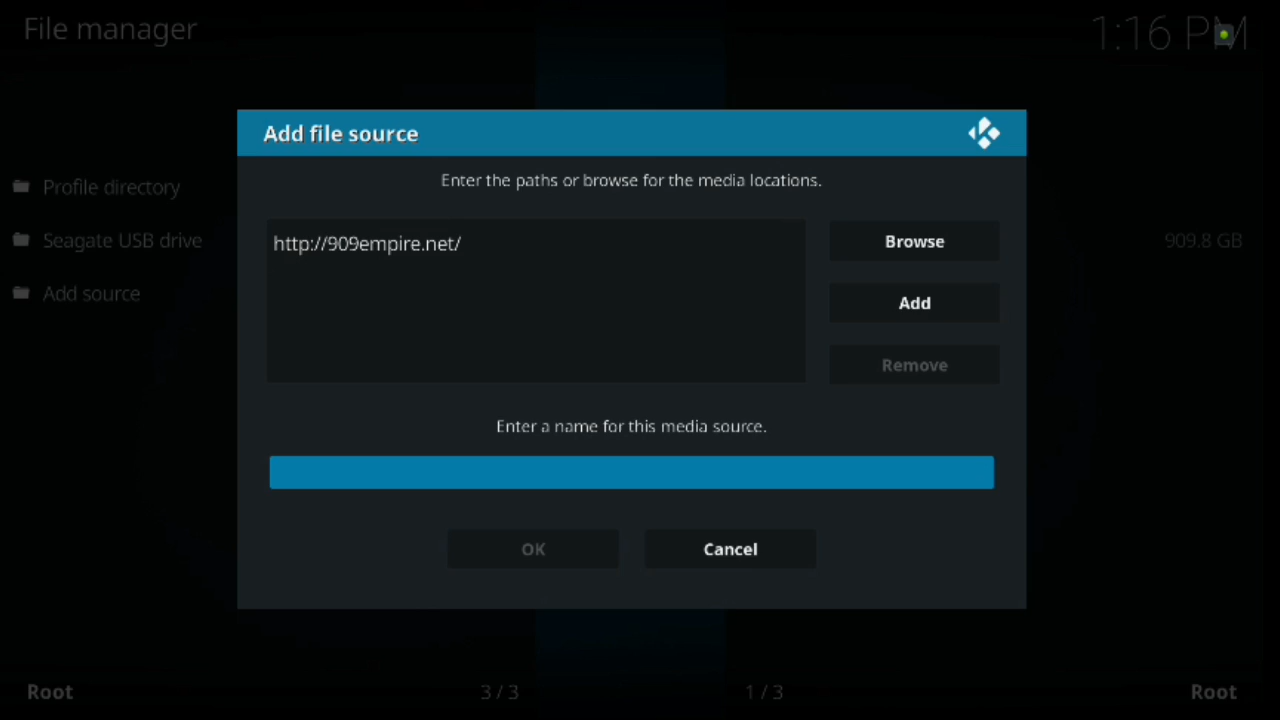 File manager
1:16 PM
Add file source
Enter the paths or browse for the media locations.
Profile directory
Seagate USB drive
Add source
http://909empire.net/
Browse
Add
Remove
909.8 GB
Enter a name for this media source.
OK
Cancel
Root
3 / 3
1 / 3
Root